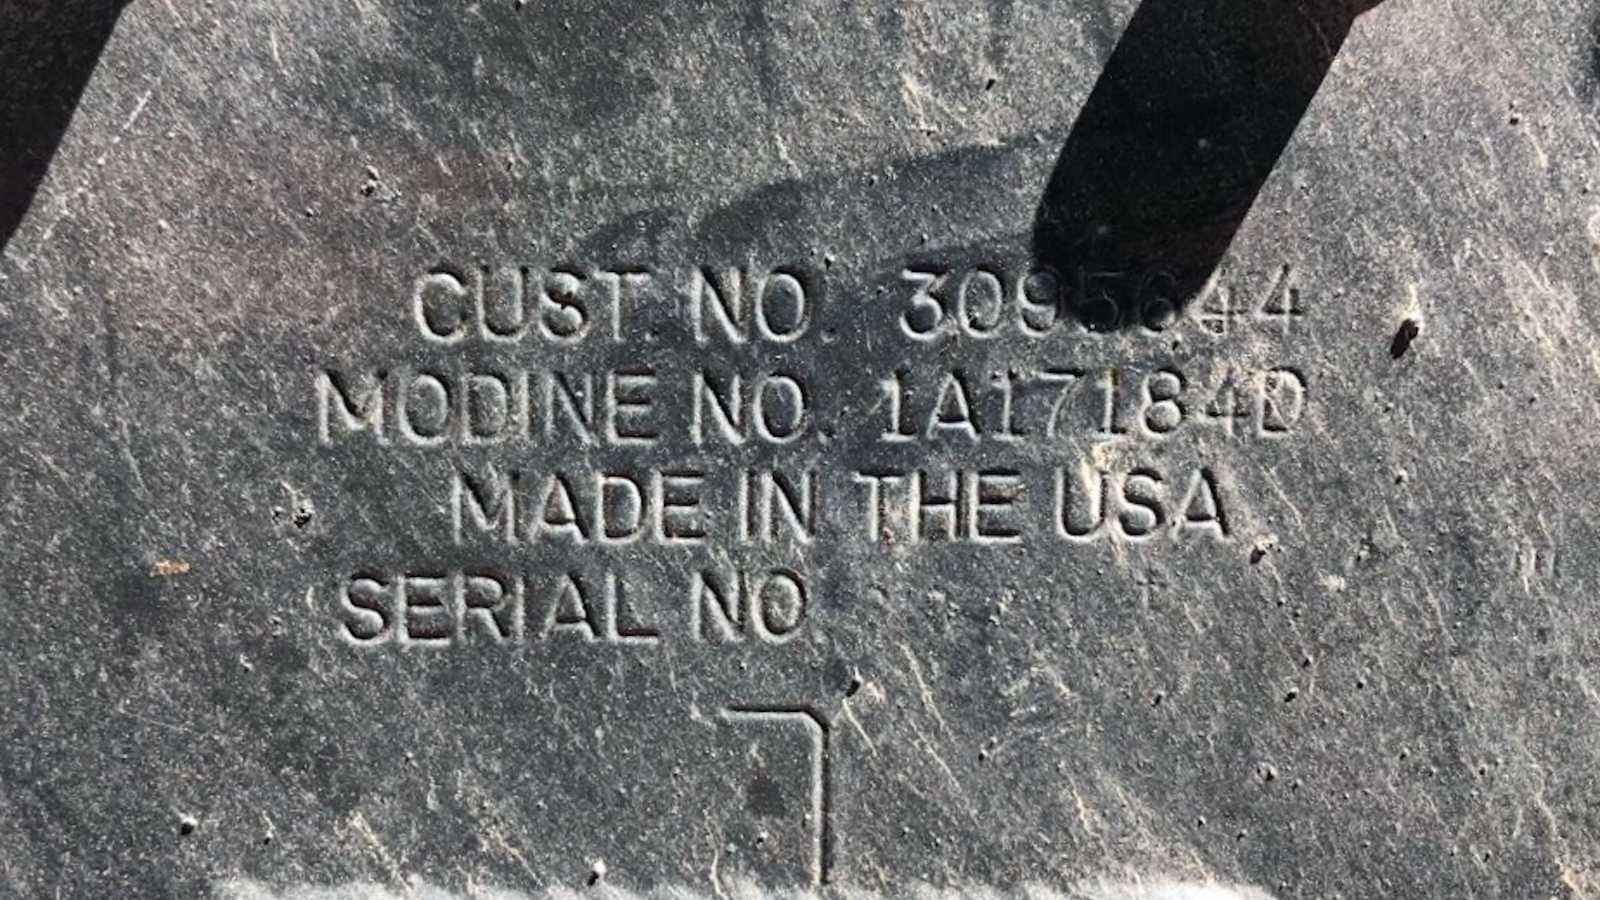 CUST. NO. 3095644
MODINE NO. 1A17184D
MADE IN THE USA
SERIAL NO.